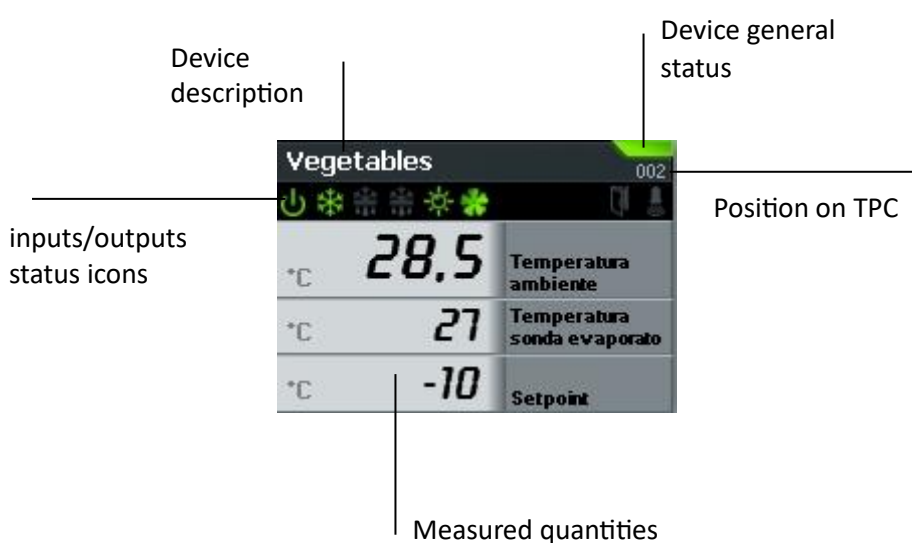 Device general
status
Device
description
Vegetables
002
Position on TPC
inputs/outputs
status icons
°C 28.5 Temperatura
ambiente
°C 27 Temperatura
sonda evaporato
°C -10 Setpoint
Measured quantities